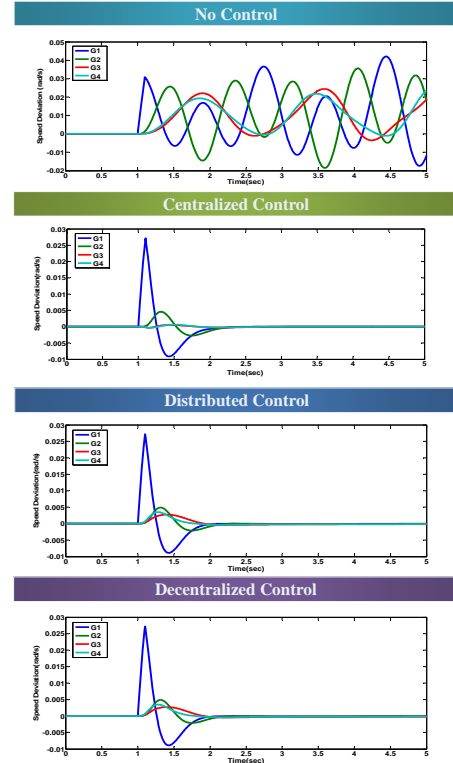 No Control
0.05
0.04
0.03
0.02
0.01
0
-0.01
-0.02
Speed Deviation (rad/s)
G1
G2
G3
G4
0 0.5 1 1.5 2 2.5 3 3.5 4 4.5 5
Time(sec)
Centralized Control
0.03
0.025
0.02
0.015
0.01
0.005
0
-0.005
-0.01
Speed Deviation(rad/s)
G1
G2
G3
G4
0 0.5 1 1.5 2 2.5 3 3.5 4 4.5 5
Time(sec)
Distributed Control
0.03
0.025
0.02
0.015
0.01
0.005
0
-0.005
-0.01
Speed Deviation(rad/s)
G1
G2
G3
G4
0 0.5 1 1.5 2 2.5 3 3.5 4 4.5 5
Time(sec)
Decentralized Control
0.03
0.025
0.02
0.015
0.01
0.005
0
-0.005
-0.01
Speed Deviation(rad/s)
G1
G2
G3
G4
0 0.5 1 1.5 2 2.5 3 3.5 4 4.5 5
Time(sec)